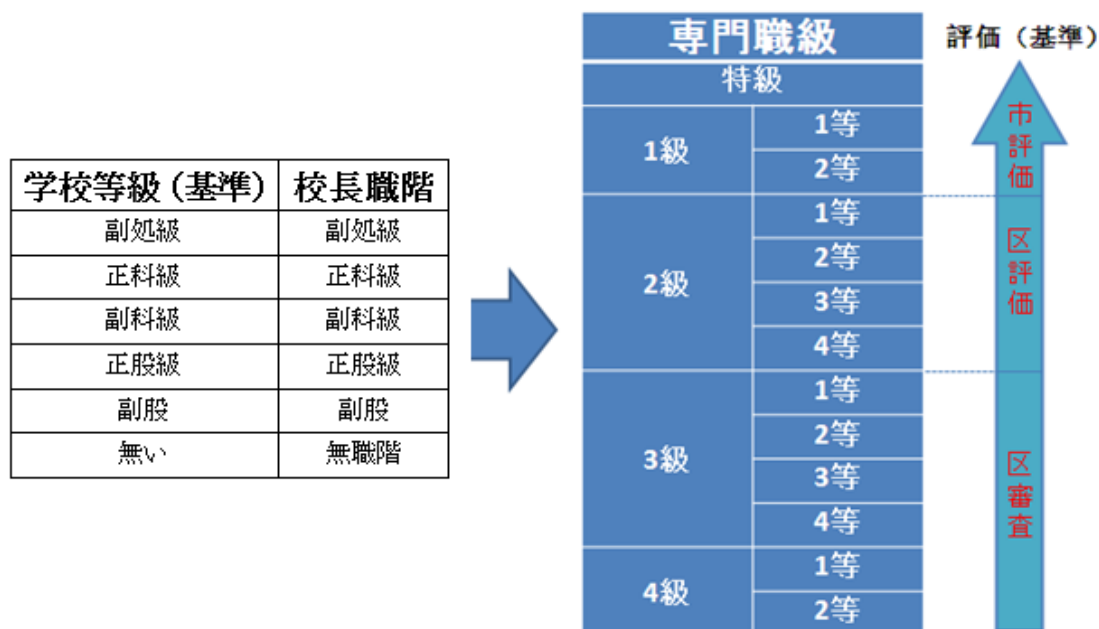 学校等級（基準） 校長職階
副処級 副処級
正科級 正科級
副科級 副科級
正股級 正股級
副股 副股
無い 無職階
専門職級
特級
1級
1等
2等
2級
1等
2等
3等
4等
3級
1等
2等
3等
4等
4級
1等
2等
評価（基準）
市評価
区評価
区審査